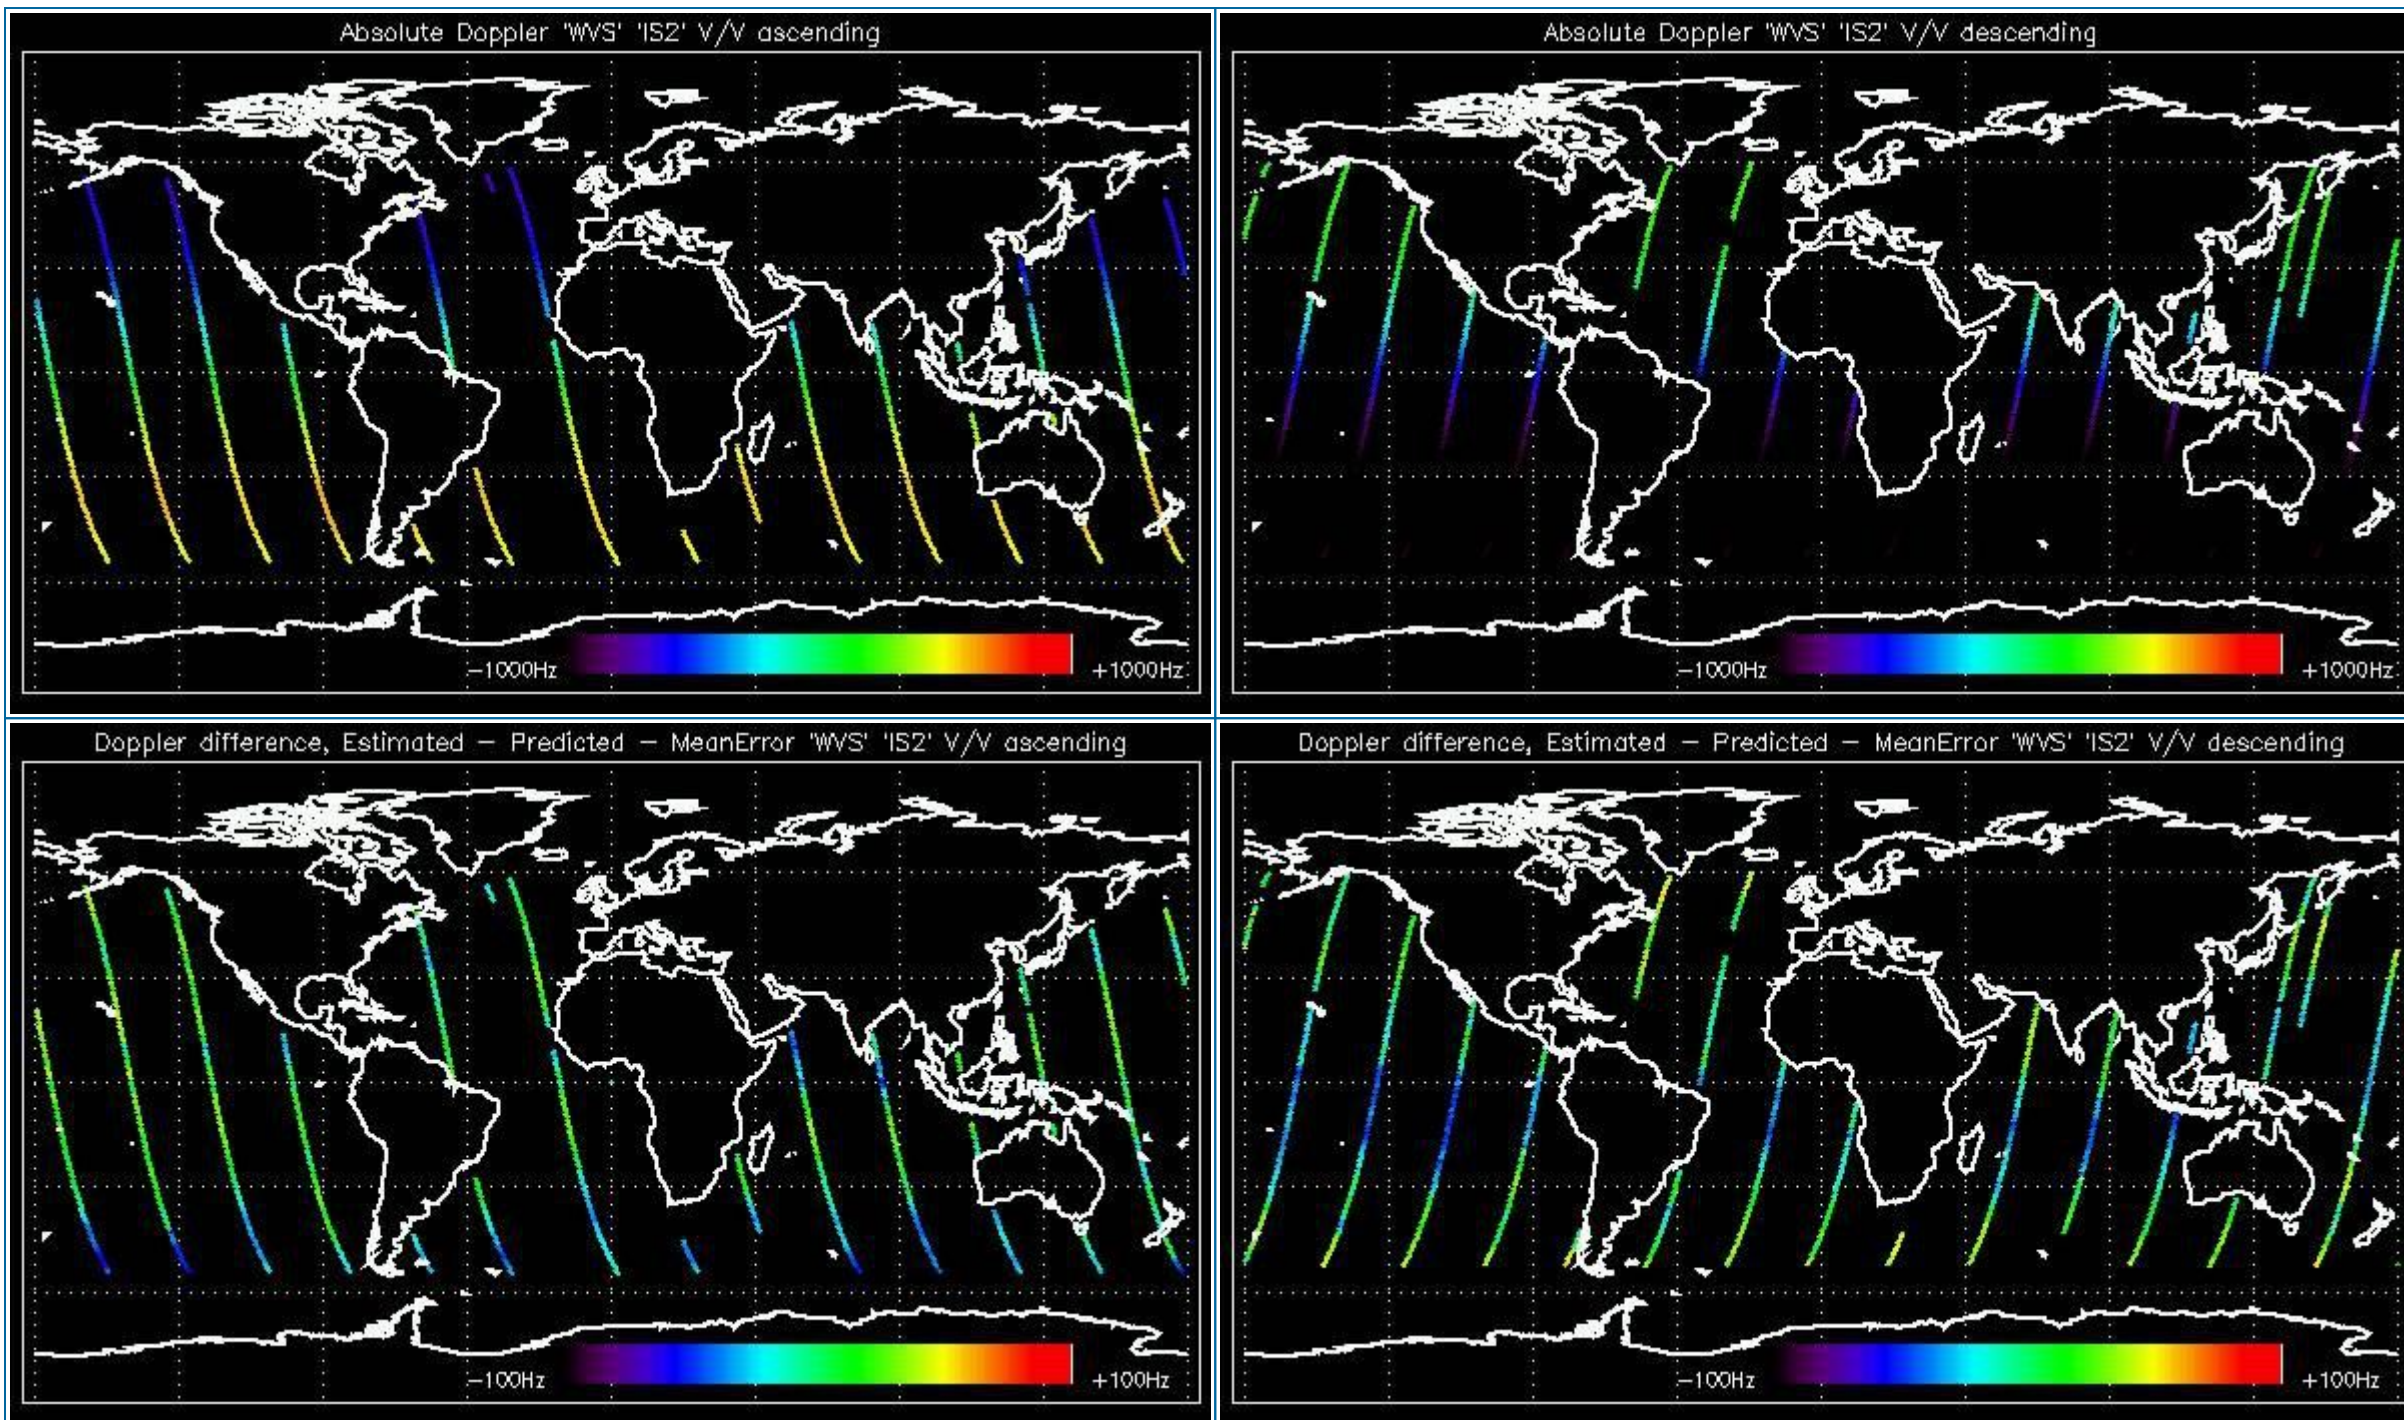 Absolute Doppler 'WVS' 'IS2' V/V ascending
-1000Hz
+1000Hz
Absolute Doppler 'WVS' 'IS2' V/V descending
-1000Hz
+1000Hz
Doppler difference, Estimated - Predicted - MeanError 'WVS' 'IS2' V/V ascending
-100Hz
+100Hz
Doppler difference, Estimated - Predicted - MeanError 'WVS' 'IS2' V/V descending
-100Hz
+100Hz